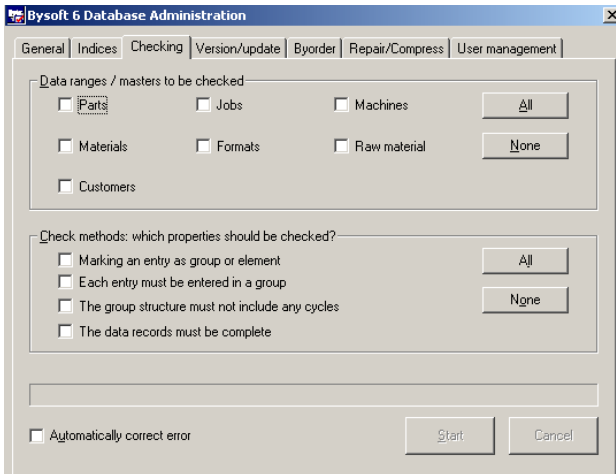 Bysoft 6 Database Administration
General Indices Checking Version/update Byorder Repair/Compress User management
Data ranges / masters to be checked
Parts Jobs Machines All
Materials Formats Raw material None
Customers
Check methods: which properties should be checked?
Marking an entry as group or element All
Each entry must be entered in a group
The group structure must not include any cycles None
The data records must be complete
Automatically correct error Start Cancel